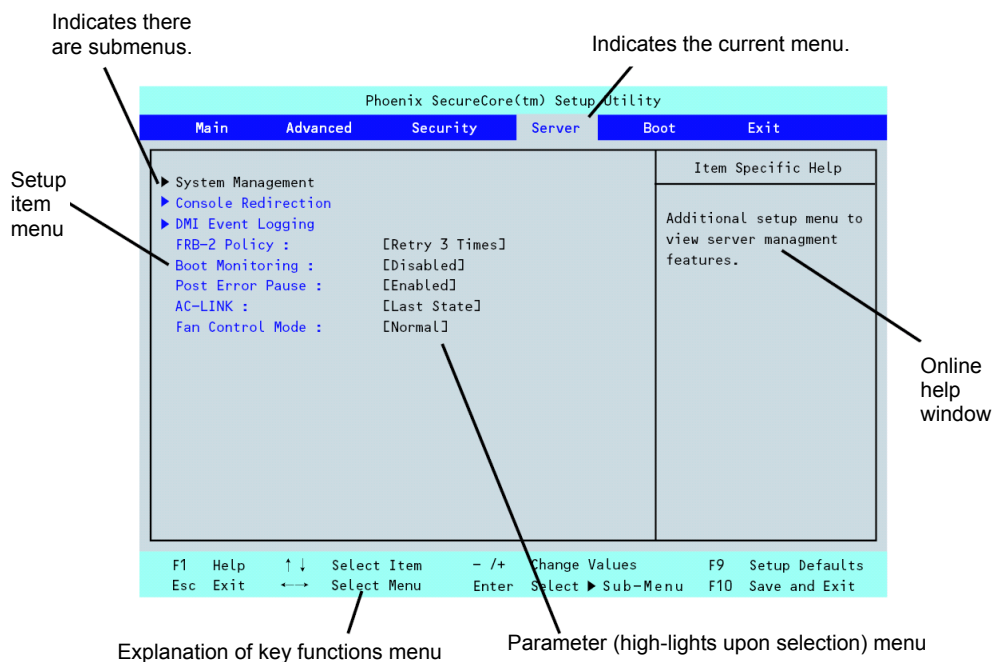 Indicates there
are submenus.
Indicates the current menu.
Phoenix SecureCore(tm) Setup Utility
Main Advanced Security Server Boot Exit
Setup
item
menu
▶ System Management
▶ Console Redirection
▶ DMI Event Logging
FRB-2 Policy : [Retry 3 Times]
Boot Monitoring : [Disabled]
Post Error Pause : [Enabled]
AC-LINK : [Last State]
Fan Control Mode : [Normal]
Item Specific Help
Additional setup menu to
view server managment
features.
Online
help
window
F1 Help ↑↓ Select Item - /+ Change Values F9 Setup Defaults
Esc Exit ←→ Select Menu Enter Select ▶ Sub-Menu F10 Save and Exit
Explanation of key functions menu
Parameter (high-lights upon selection) menu